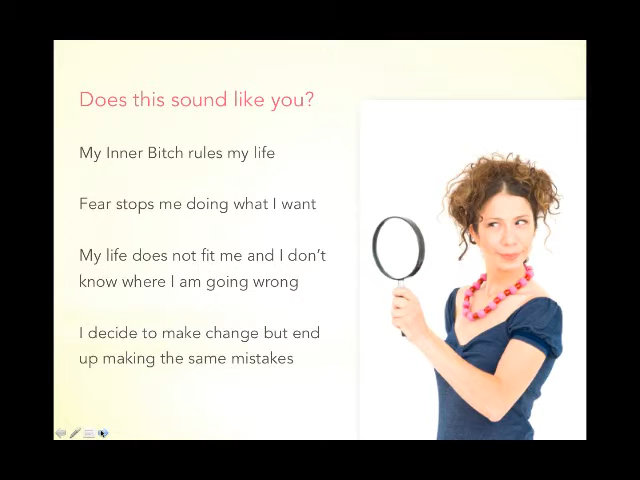 Does this sound like you?
My Inner Bitch rules my life
Fear stops me doing what I want
My life does not fit me and I don't
know where I am going wrong
I decide to make change but end
up making the same mistakes